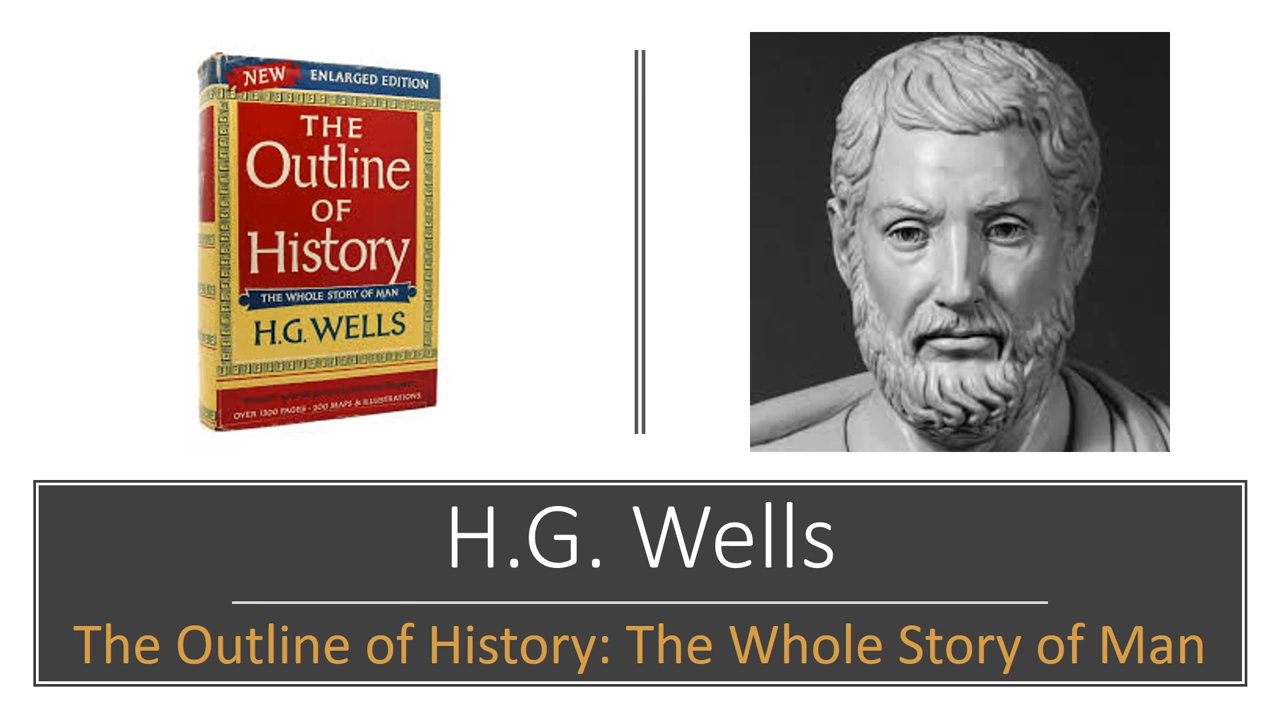 NEW ENLARGED EDITION
THE
Outline
OF
History
THE WHOLE STORY OF MAN
H.G. WELLS
OVER 1300 PAGES · 200 MAPS & ILLUSTRATIONS
H.G. Wells
The Outline of History: The Whole Story of Man